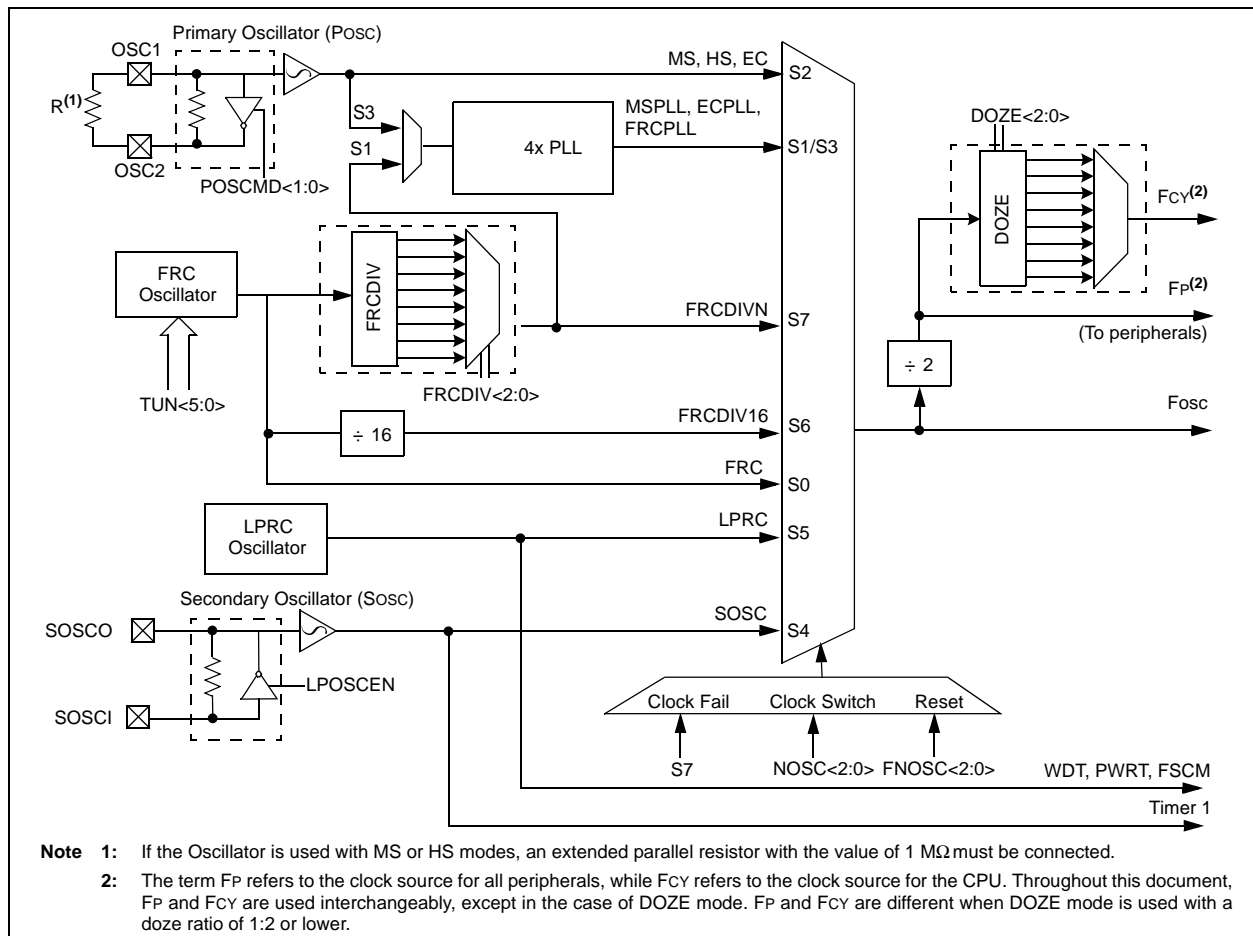 Primary Oscillator (POSC)
OSC1
R(1)
OSC2
POSCMD<1:0>
S3
S1
4x PLL
MS, HS, EC
S2
MSPLL, ECPLL,
FRCPLL
S1/S3
DOZE<2:0>
DOZE
FCY(2)
FP(2)
(To peripherals)
÷ 2
FOSC
FRC
Oscillator
TUN<5:0>
FRCDIV
FRCDIV<2:0>
FRCDIVN
S7
÷ 16
FRCDIV16
S6
FRC
S0
LPRC
Oscillator
LPRC
S5
Secondary Oscillator (SOSC)
SOSCO
SOSCI
LPOSCEN
SOSC
S4
Clock Fail
Clock Switch
Reset
S7
NOSC<2:0>
FNOSC<2:0>
WDT, PWRT, FSCM
Timer 1
Note 1: If the Oscillator is used with MS or HS modes, an extended parallel resistor with the value of 1 MΩ must be connected.
2: The term FP refers to the clock source for all peripherals, while FCY refers to the clock source for the CPU. Throughout this document,
FP and FCY are used interchangeably, except in the case of DOZE mode. FP and FCY are different when DOZE mode is used with a
doze ratio of 1:2 or lower.